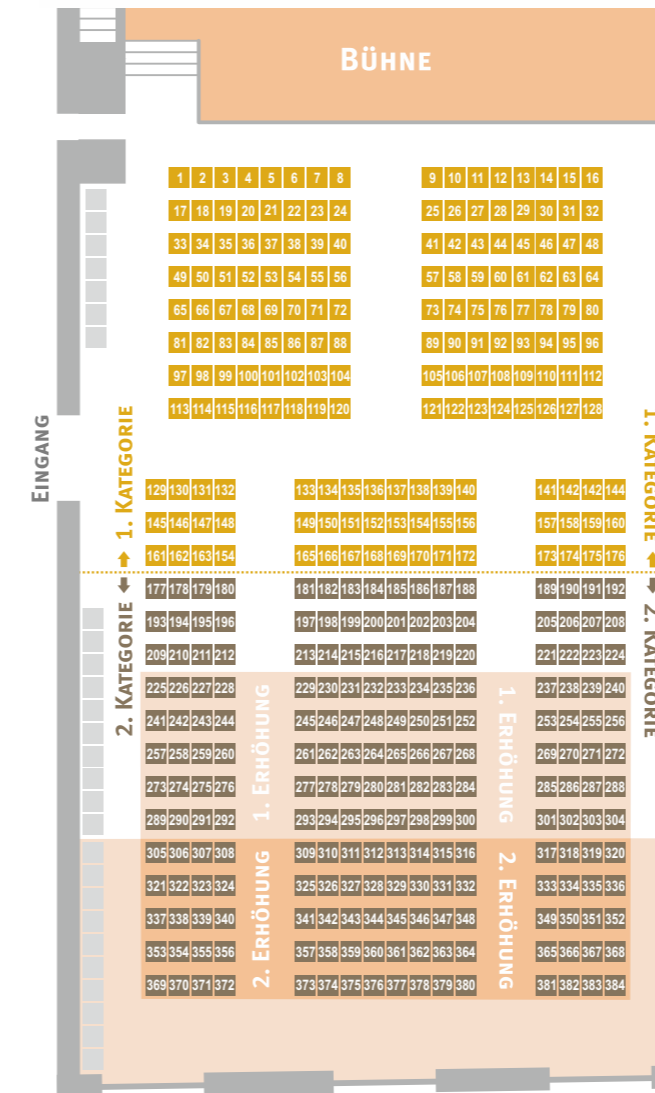 BÜHNE
1 2 3 4 5 6 7 8 9 10 11 12 13 14 15 16
17 18 19 20 21 22 23 24 25 26 27 28 29 30 31 32
33 34 35 36 37 38 39 40 41 42 43 44 45 46 47 48
49 50 51 52 53 54 55 56 57 58 59 60 61 62 63 64
65 66 67 68 69 70 71 72 73 74 75 76 77 78 79 80
81 82 83 84 85 86 87 88 89 90 91 92 93 94 95 96
97 98 99 100 101 102 103 104 105 106 107 108 109 110 111 112
113 114 115 116 117 118 119 120 121 122 123 124 125 126 127 128
EINGANG
1. KATEGORIE
1. KATEGORIE
129 130 131 132 133 134 135 136 137 138 139 140 141 142 142 144
145 146 147 148 149 150 151 152 153 154 155 156 157 158 159 160
161 162 163 154 165 166 167 168 169 170 171 172 173 174 175 176
2. KATEGORIE
2. KATEGORIE
177 178 179 180 181 182 183 184 185 186 187 188 189 190 191 192
193 194 195 196 197 198 199 200 201 202 203 204 205 206 207 208
209 210 211 212 213 214 215 216 217 218 219 220 221 222 223 224
1. ERHÖHUNG
1. ERHÖHUNG
225 226 227 228 229 230 231 232 233 234 235 236 237 238 239 240
241 242 243 244 245 246 247 248 249 250 251 252 253 254 255 256
257 258 259 260 261 262 263 264 265 266 267 268 269 270 271 272
273 274 275 276 277 278 279 280 281 282 283 284 285 286 287 288
289 290 291 292 293 294 295 296 297 298 299 300 301 302 303 304
2. ERHÖHUNG
2. ERHÖHUNG
305 306 307 308 309 310 311 312 313 314 315 316 317 318 319 320
321 322 323 324 325 326 327 328 329 330 331 332 333 334 335 336
337 338 339 340 341 342 343 344 345 346 347 348 349 350 351 352
353 354 355 356 357 358 359 360 361 362 363 364 365 366 367 368
369 370 371 372 373 374 375 376 377 378 379 380 381 382 383 384